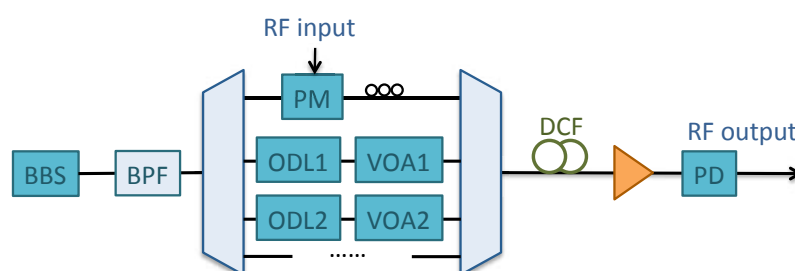 RF input
PM
DCF
RF output
BBS
BPF
ODL1
VOA1
PD
ODL2
VOA2
......